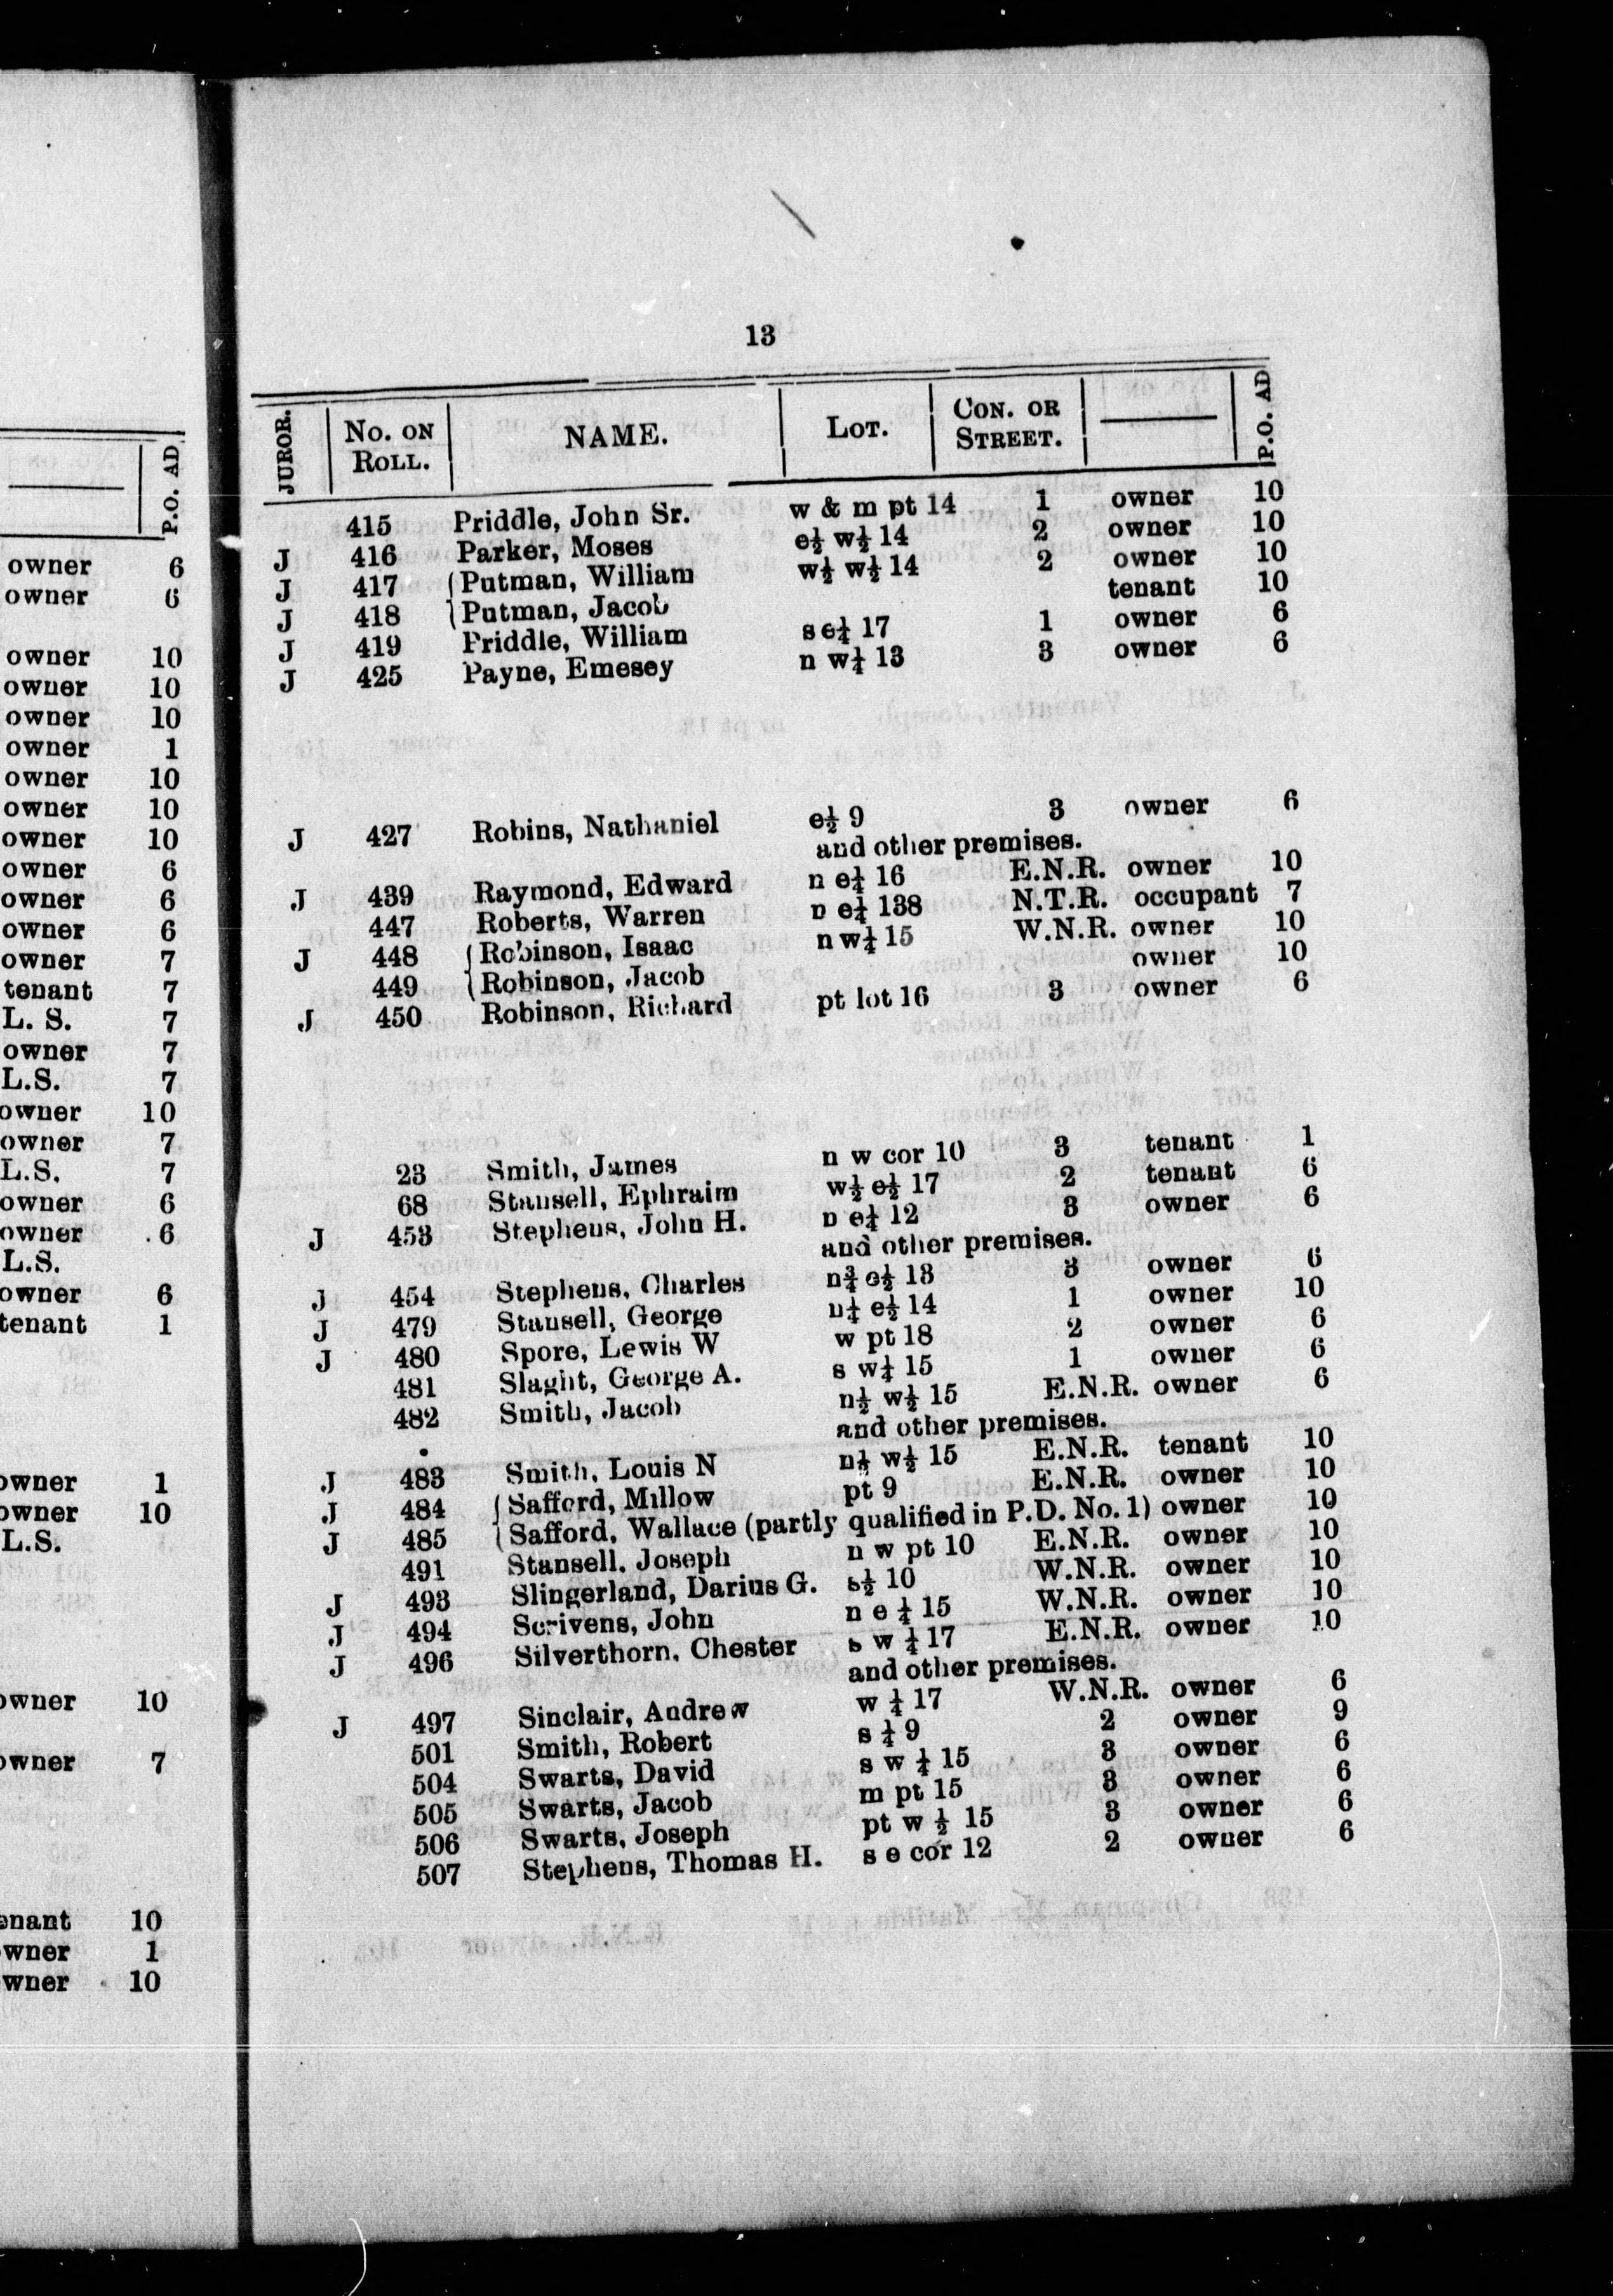 P.O. AD
owner 6
owner 6
owner 10
owner 10
owner 10
owner 1
owner 10
owner 10
owner 10
owner 6
owner 6
owner 6
owner 7
tenant 7
L. S. 7
owner 7
L.S. 7
owner 10
owner 7
L.S. 7
owner 6
owner 6
L.S.
owner 6
tenant 1
owner 1
owner 10
L.S.
owner 10
owner 7
enant 10
wner 1
wner 10
13
JUROR. No. on Roll. NAME. Lot. Con. or Street. P.O. AD
415 Priddle, John Sr. w & m pt 14 1 owner 10
J 416 Parker, Moses e½ w½ 14 2 owner 10
J 417 {Putman, William w½ w½ 14 2 owner 10
J 418 {Putman, Jacob tenant 10
J 419 Priddle, William s e¼ 17 1 owner 6
J 425 Payne, Emesey n w¼ 13 3 owner 6
J 427 Robins, Nathaniel e½ 9 3 owner 6
and other premises.
J 439 Raymond, Edward n e¼ 16 E.N.R. owner 10
447 Roberts, Warren n e¼ 138 N.T.R. occupant 7
J 448 {Robinson, Isaac n w¼ 15 W.N.R. owner 10
449 {Robinson, Jacob owner 10
J 450 Robinson, Richard pt lot 16 3 owner 6
23 Smith, James n w cor 10 3 tenant 1
68 Stansell, Ephraim w½ e½ 17 2 tenant 6
J 453 Stephens, John H. n e¼ 12 3 owner 6
and other premises.
J 454 Stephens, Charles n¾ e½ 13 3 owner 6
J 479 Stansell, George n¼ e½ 14 1 owner 10
J 480 Spore, Lewis W w pt 18 2 owner 6
481 Slaght, George A. s w¼ 15 1 owner 6
482 Smith, Jacob n½ w½ 15 E.N.R. owner 6
and other premises.
J 483 Smith, Louis N n½ w½ 15 E.N.R. tenant 10
J 484 {Safford, Millow pt 9 E.N.R. owner 10
J 485 {Safford, Wallace (partly qualified in P.D. No. 1) owner 10
491 Stansell, Joseph n w pt 10 E.N.R. owner 10
J 493 Slingerland, Darius G. s½ 10 W.N.R. owner 10
J 494 Scrivens, John n e ¼ 15 W.N.R. owner 10
J 496 Silverthorn, Chester s w ¼ 17 E.N.R. owner 10
and other premises.
J 497 Sinclair, Andrew w ¼ 17 W.N.R. owner 6
501 Smith, Robert s ¼ 9 2 owner 9
504 Swarts, David s w ¼ 15 3 owner 6
505 Swarts, Jacob m pt 15 3 owner 6
506 Swarts, Joseph pt w ½ 15 3 owner 6
507 Stephens, Thomas H. s e cor 12 2 owner 6